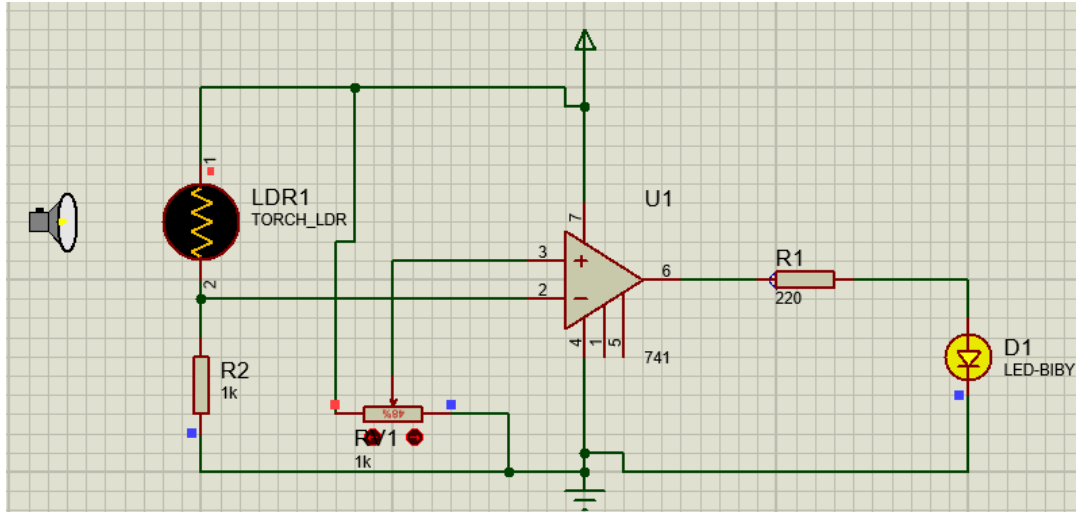 1
LDR1
TORCH_LDR
2
R2
1k
48%
RV1
1k
U1
7
3
2
6
4
1
5
741
R1
220
D1
LED-BIBY